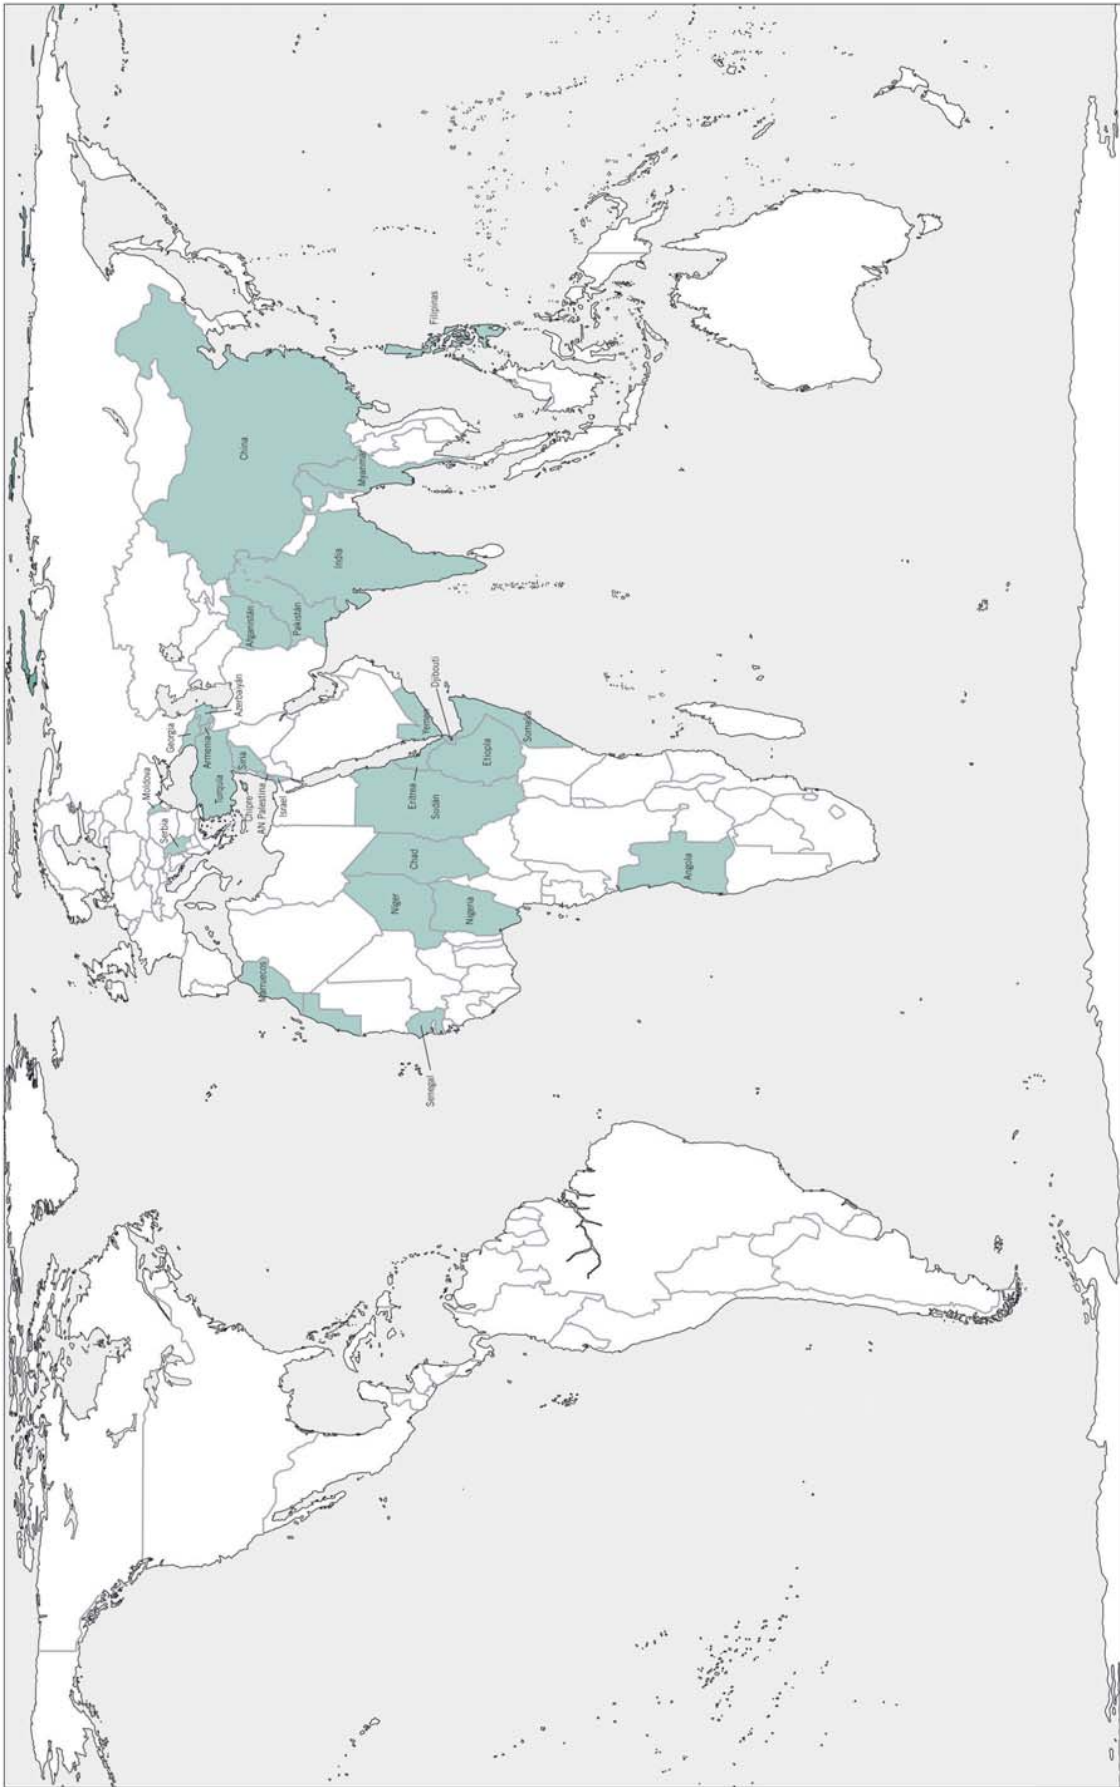 Moldova
Serbia
Georgia
Armenia
Azerbaiyán
Turquía
Siria
Chipre
AN Palestina
Israel
Marruecos
Senegal
Níger
Nigeria
Chad
Sudán
Eritrea
Etiopía
Djibouti
Somalia
Yemen
Angola
Afganistán
Pakistán
India
China
Myanmar
Filipinas